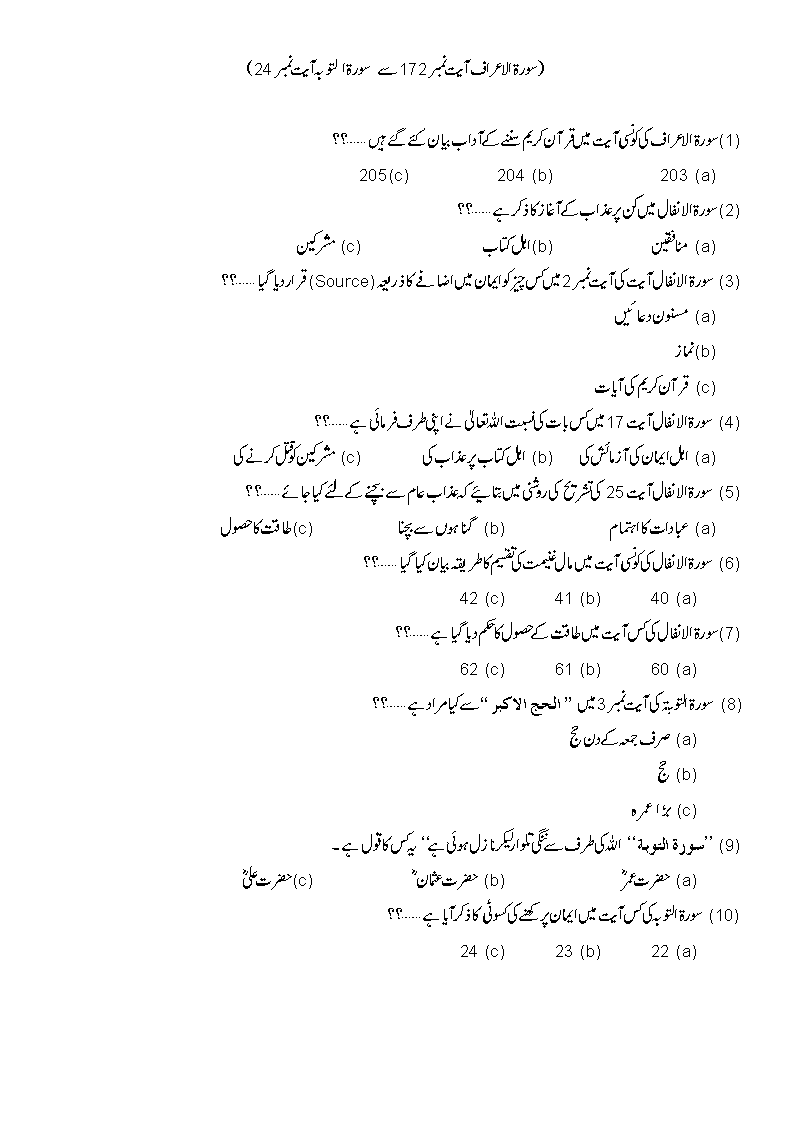 (سورۃ الاعراف آیت نمبر 172 سے سورۃ التوبہ آیت نمبر 24)
(1) سورۃ الاعراف کی کونسی آیت میں قرآن کریم سننے کے آداب بیان کئے گئے ہیں ......؟؟
(a) 203 (b) 204 (c) 205
(2) سورۃ الانفال میں کن پر عذاب کے آغاز کا ذکر ہے ......؟؟
(a) منافقین (b) اہل کتاب (c) مشرکین
(3) سورۃ الانفال آیت کی آیت نمبر 2 میں کس چیز کو ایمان میں اضافے کا ذریعہ (Source) قرار دیا گیا ......؟؟
(a) مسنون دعائیں
(b) نماز
(c) قرآن کریم کی آیات
(4) سورۃ الانفال آیت 17 میں کس بات کی نسبت اللہ تعالیٰ نے اپنی طرف فرمائی ہے ......؟؟
(a) اہل ایمان کی آزمائش کی (b) اہل کتاب پر عذاب کی (c) مشرکین کو قتل کرنے کی
(5) سورۃ الانفال آیت 25 کی تشریح کی روشنی میں بتائیے کہ عذاب عام سے بچنے کے لئے کیا جائے ......؟؟
(a) عبادات کا اہتمام (b) گناہوں سے بچنا (c) طاقت کا حصول
(6) سورۃ الانفال کی کونسی آیت میں مال غنیمت کی تقسیم کا طریقہ بیان کیا گیا ......؟؟
(a) 40 (b) 41 (c) 42
(7) سورۃ الانفال کی کس آیت میں طاقت کے حصول کا حکم دیا گیا ہے ......؟؟
(a) 60 (b) 61 (c) 62
(8) سورۃ التوبۃ کی آیت نمبر 3 میں ”الحج الاکبر“ سے کیا مراد ہے ......؟؟
(a) صرف جمعہ کے دن حج
(b) حج
(c) بڑا عمرہ
(9) ’’سورۃ التوبۃ‘‘ اللہ کی طرف سے ننگی تلوار لیکر نازل ہوئی ہے‘‘ یہ کس کا قول ہے ۔
(a) حضرت عمرؓ (b) حضرت عثمانؓ (c) حضرت علیؓ
(10) سورۃ التوبہ کی کس آیت میں ایمان پرکھنے کی کسوٹی کا ذکر آیا ہے ......؟؟
(a) 22 (b) 23 (c) 24